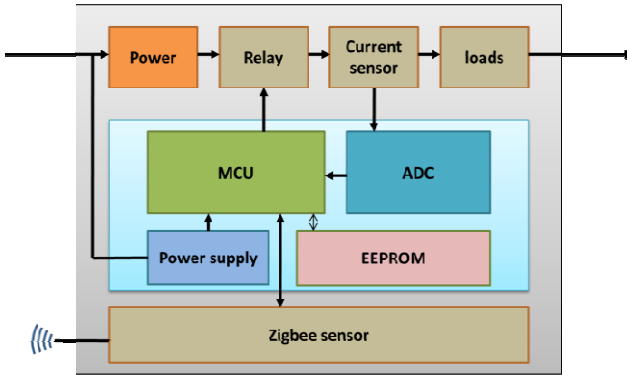 Power
Relay
Current
sensor
loads
MCU
ADC
Power supply
EEPROM
Zigbee sensor